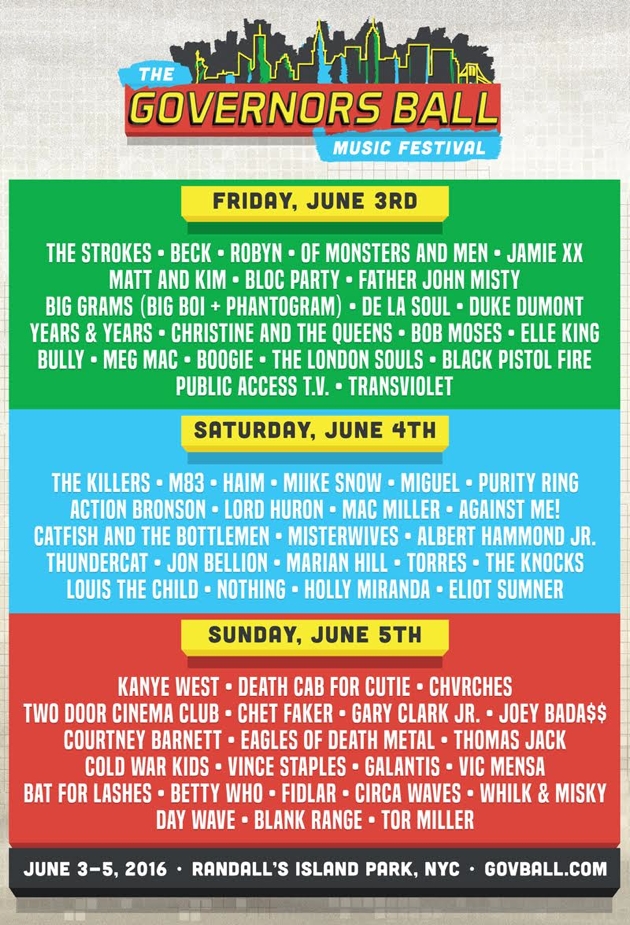 THE
GOVERNORS BALL
MUSIC FESTIVAL
FRIDAY, JUNE 3RD
THE STROKES • BECK • ROBYN • OF MONSTERS AND MEN • JAMIE XX
MATT AND KIM • BLOC PARTY • FATHER JOHN MISTY
BIG GRAMS (BIG BOI + PHANTOGRAM) • DE LA SOUL • DUKE DUMONT
YEARS & YEARS • CHRISTINE AND THE QUEENS • BOB MOSES • ELLE KING
BULLY • MEG MAC • BOOGIE • THE LONDON SOULS • BLACK PISTOL FIRE
PUBLIC ACCESS T.V. • TRANSVIOLET
SATURDAY, JUNE 4TH
THE KILLERS • M83 • HAIM • MIIKE SNOW • MIGUEL • PURITY RING
ACTION BRONSON • LORD HURON • MAC MILLER • AGAINST ME!
CATFISH AND THE BOTTLEMEN • MISTERWIVES • ALBERT HAMMOND JR.
THUNDERCAT • JON BELLION • MARIAN HILL • TORRES • THE KNOCKS
LOUIS THE CHILD • NOTHING • HOLLY MIRANDA • ELIOT SUMNER
SUNDAY, JUNE 5TH
KANYE WEST • DEATH CAB FOR CUTIE • CHVRCHES
TWO DOOR CINEMA CLUB • CHET FAKER • GARY CLARK JR. • JOEY BADA$$
COURTNEY BARNETT • EAGLES OF DEATH METAL • THOMAS JACK
COLD WAR KIDS • VINCE STAPLES • GALANTIS • VIC MENSA
BAT FOR LASHES • BETTY WHO • FIDLAR • CIRCA WAVES • WHILK & MISKY
DAY WAVE • BLANK RANGE • TOR MILLER
JUNE 3–5, 2016 · RANDALL'S ISLAND PARK, NYC · GOVBALL.COM